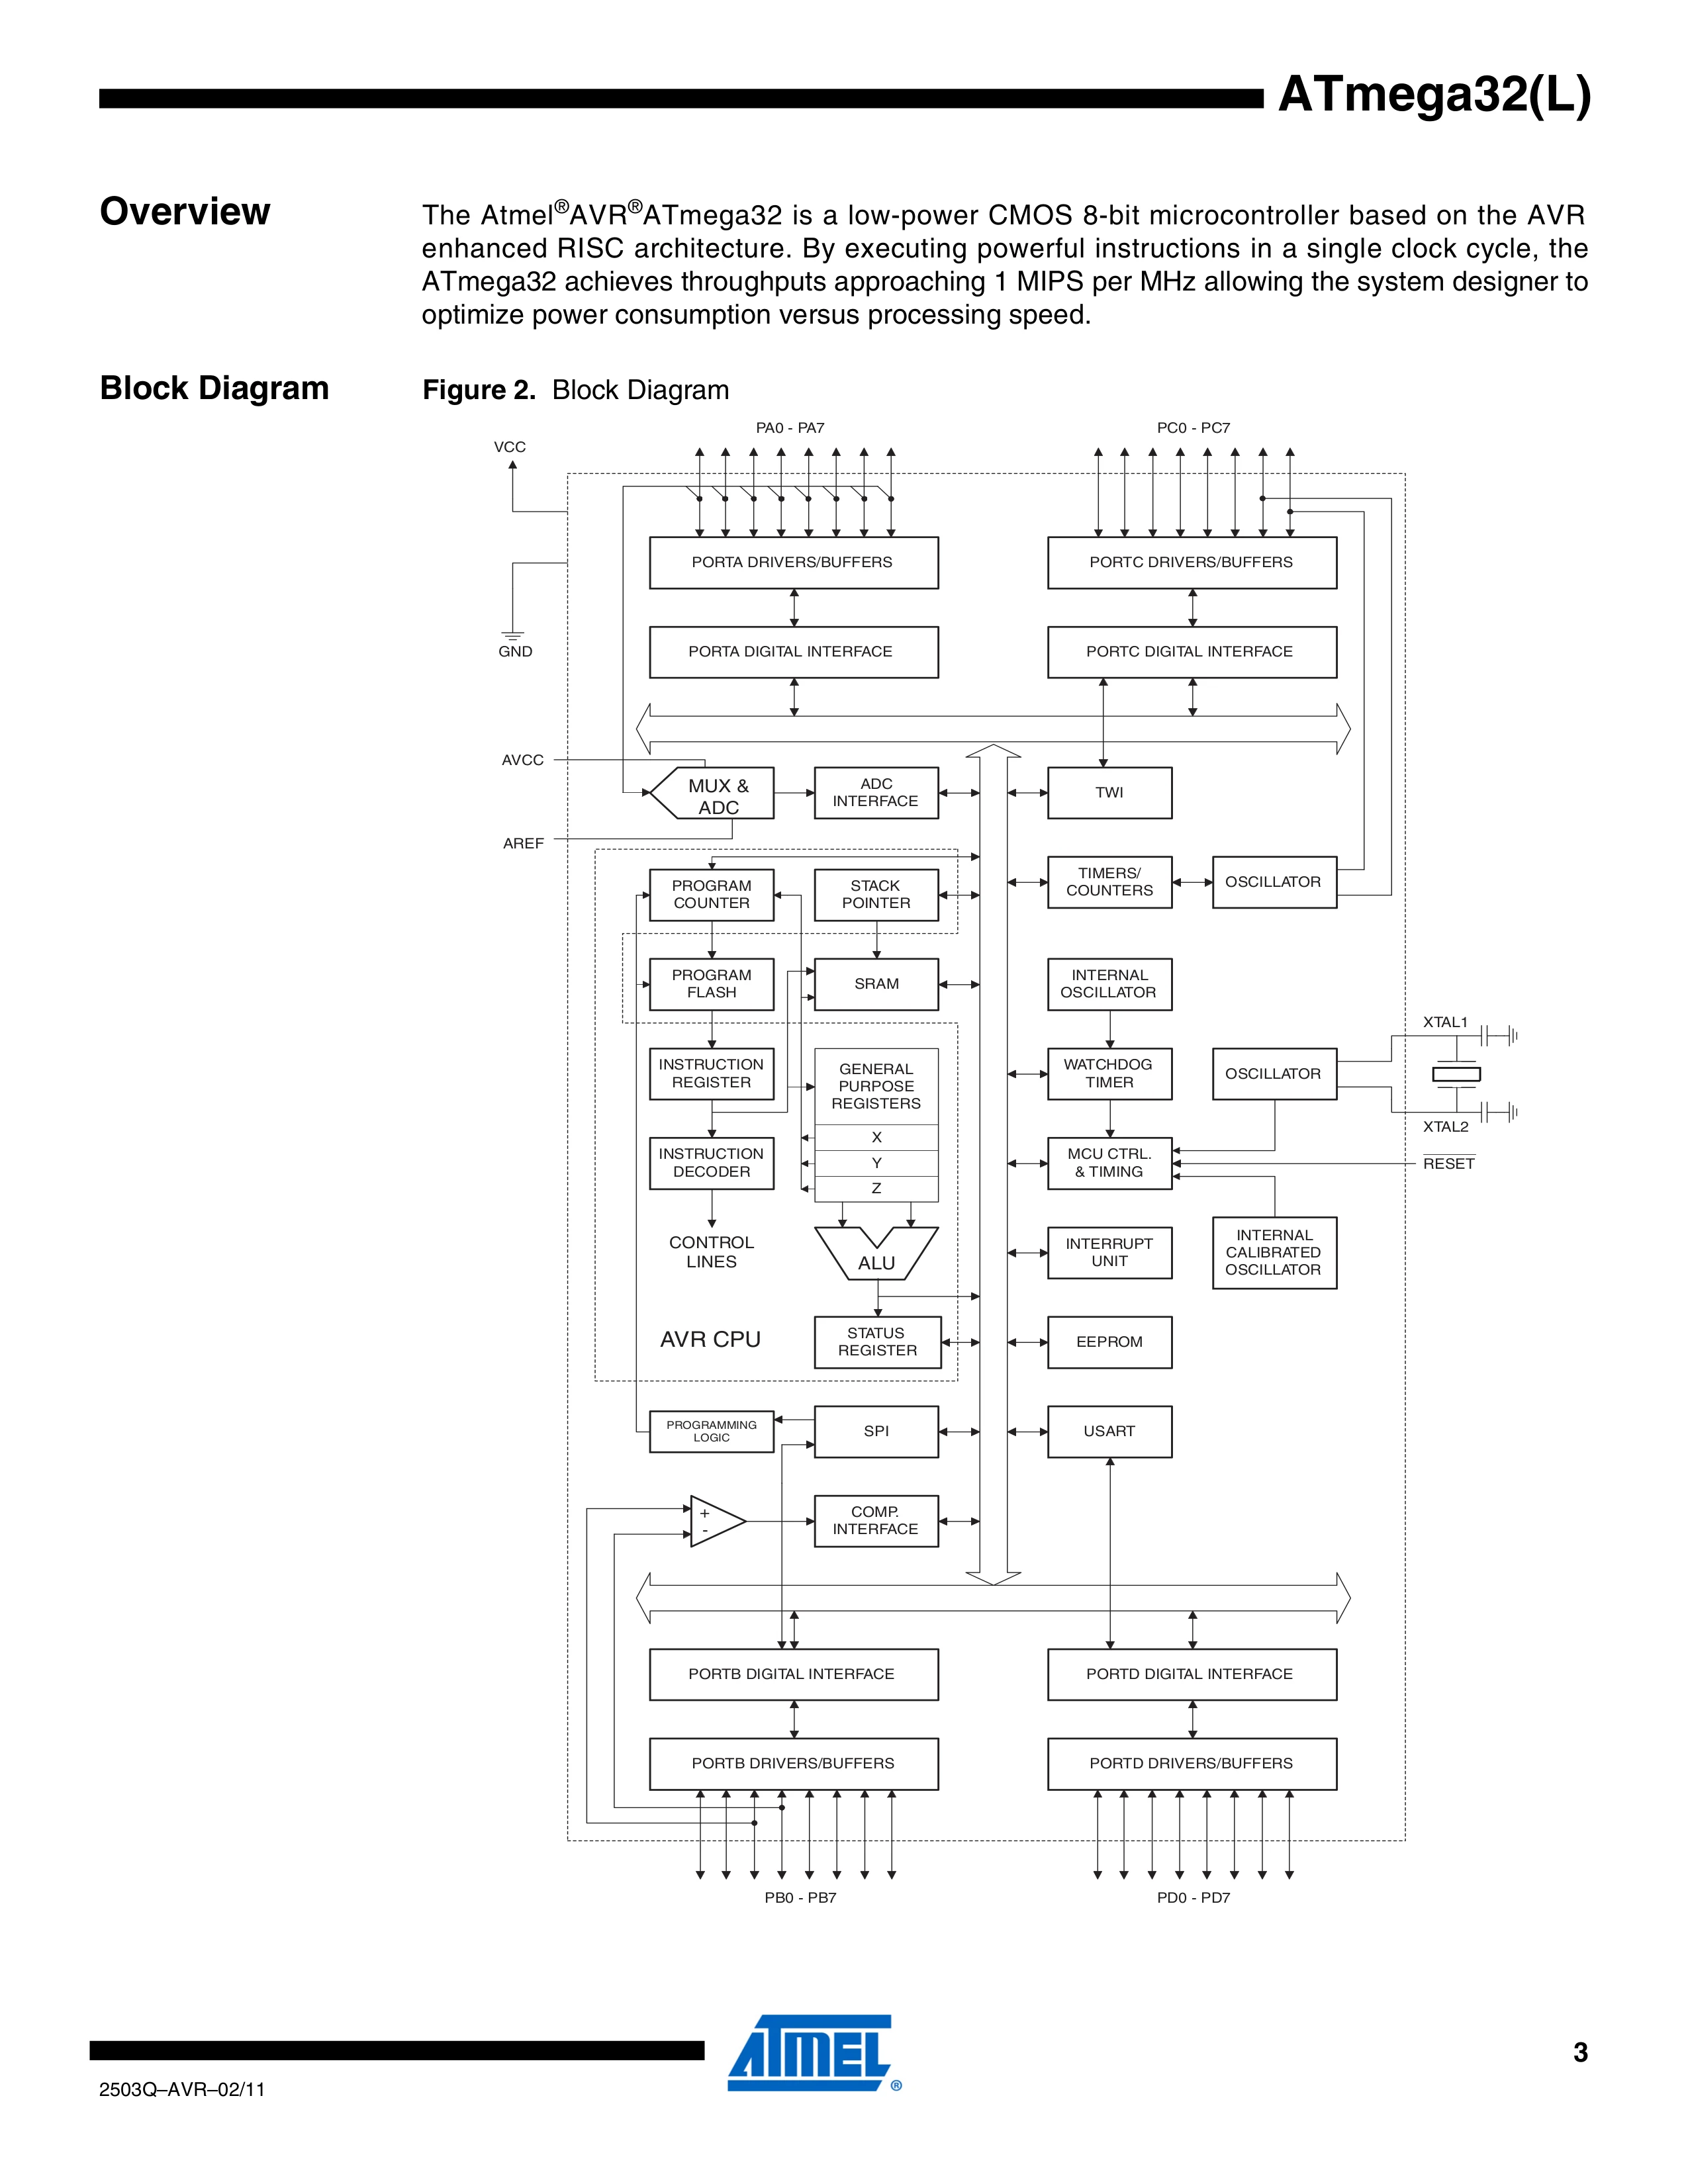 ATmega32(L)
Overview
The Atmel®AVR®ATmega32 is a low-power CMOS 8-bit microcontroller based on the AVR
enhanced RISC architecture. By executing powerful instructions in a single clock cycle, the
ATmega32 achieves throughputs approaching 1 MIPS per MHz allowing the system designer to
optimize power consumption versus processing speed.
Block Diagram
Figure 2. Block Diagram
PA0 - PA7
PC0 - PC7
VCC
PORTA DRIVERS/BUFFERS
PORTC DRIVERS/BUFFERS
GND
PORTA DIGITAL INTERFACE
PORTC DIGITAL INTERFACE
AVCC
MUX &
ADC
ADC
INTERFACE
TWI
AREF
PROGRAM
COUNTER
STACK
POINTER
TIMERS/
COUNTERS
OSCILLATOR
PROGRAM
FLASH
SRAM
INTERNAL
OSCILLATOR
XTAL1
INSTRUCTION
REGISTER
GENERAL
PURPOSE
REGISTERS
WATCHDOG
TIMER
OSCILLATOR
XTAL2
X
Y
Z
INSTRUCTION
DECODER
MCU CTRL.
& TIMING
RESET
CONTROL
LINES
ALU
INTERRUPT
UNIT
INTERNAL
CALIBRATED
OSCILLATOR
AVR CPU
STATUS
REGISTER
EEPROM
PROGRAMMING
LOGIC
SPI
USART
+
-
COMP.
INTERFACE
PORTB DIGITAL INTERFACE
PORTD DIGITAL INTERFACE
PORTB DRIVERS/BUFFERS
PORTD DRIVERS/BUFFERS
PB0 - PB7
PD0 - PD7
ATMEL®
3
2503Q–AVR–02/11